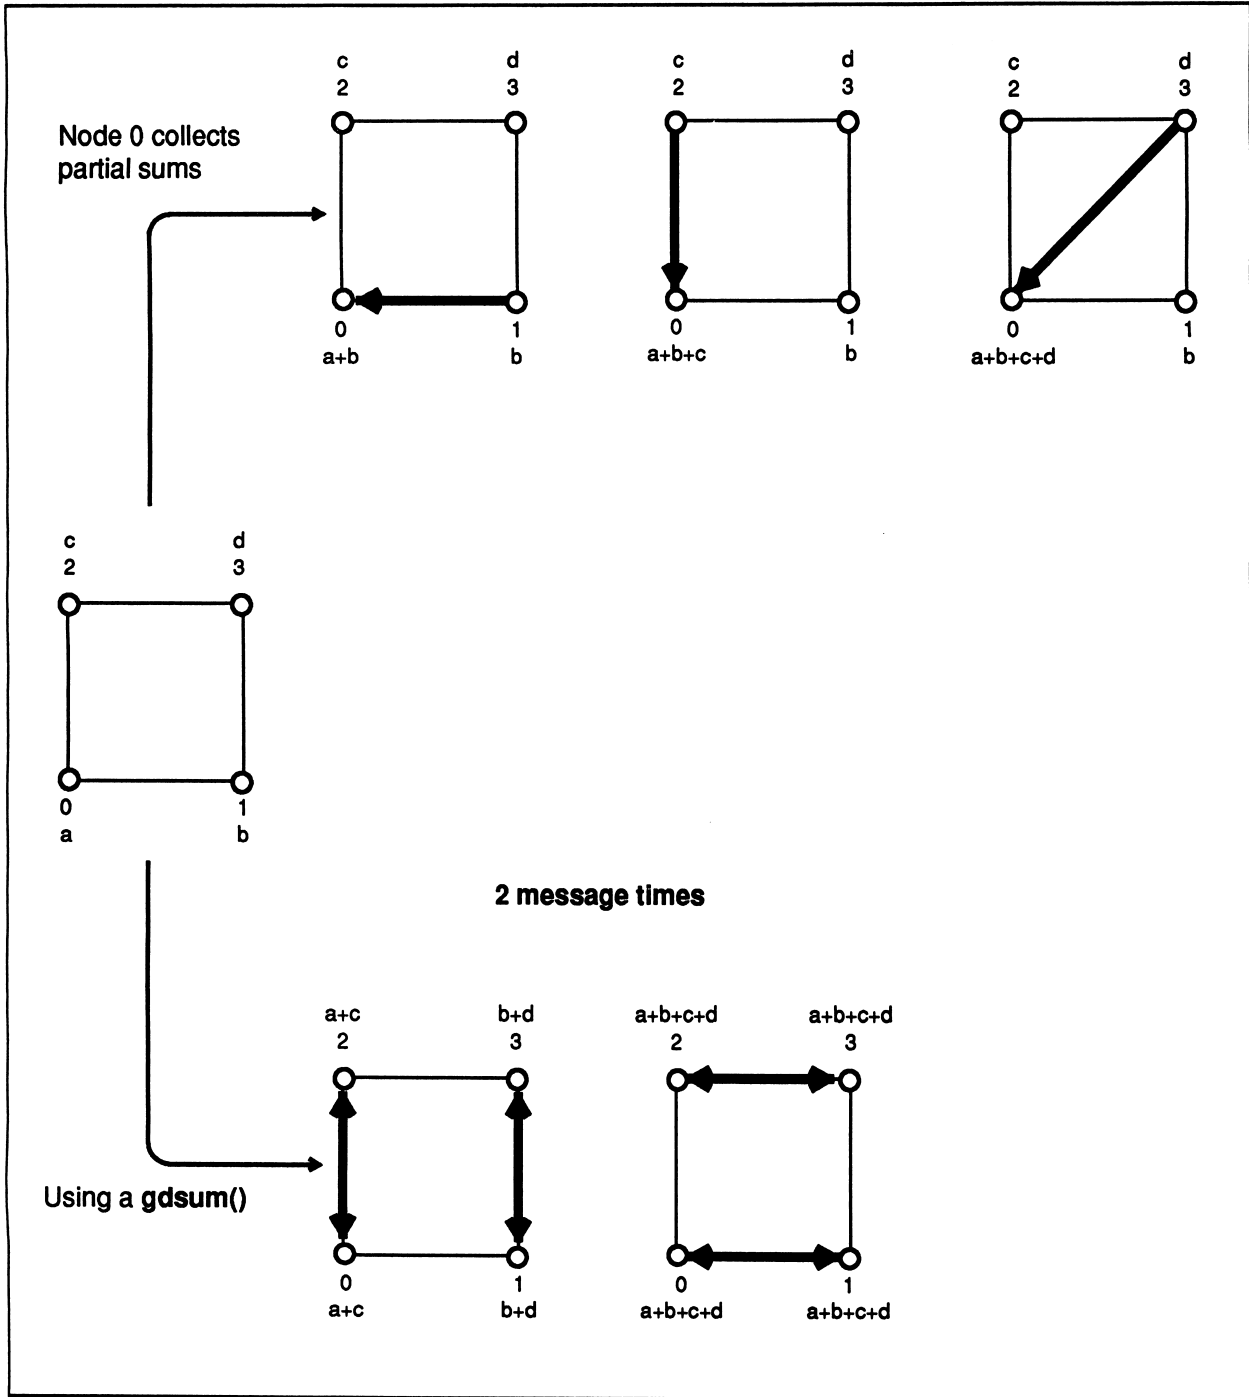 c d c d c d
2 3 2 3 2 3
Node 0 collects
partial sums
0 1 0 1 0 1
a+b b a+b+c b a+b+c+d b
c d
2 3
0 1
a b
2 message times
a+c b+d a+b+c+d a+b+c+d
2 3 2 3
Using a gdsum()
0 1 0 1
a+c b+d a+b+c+d a+b+c+d